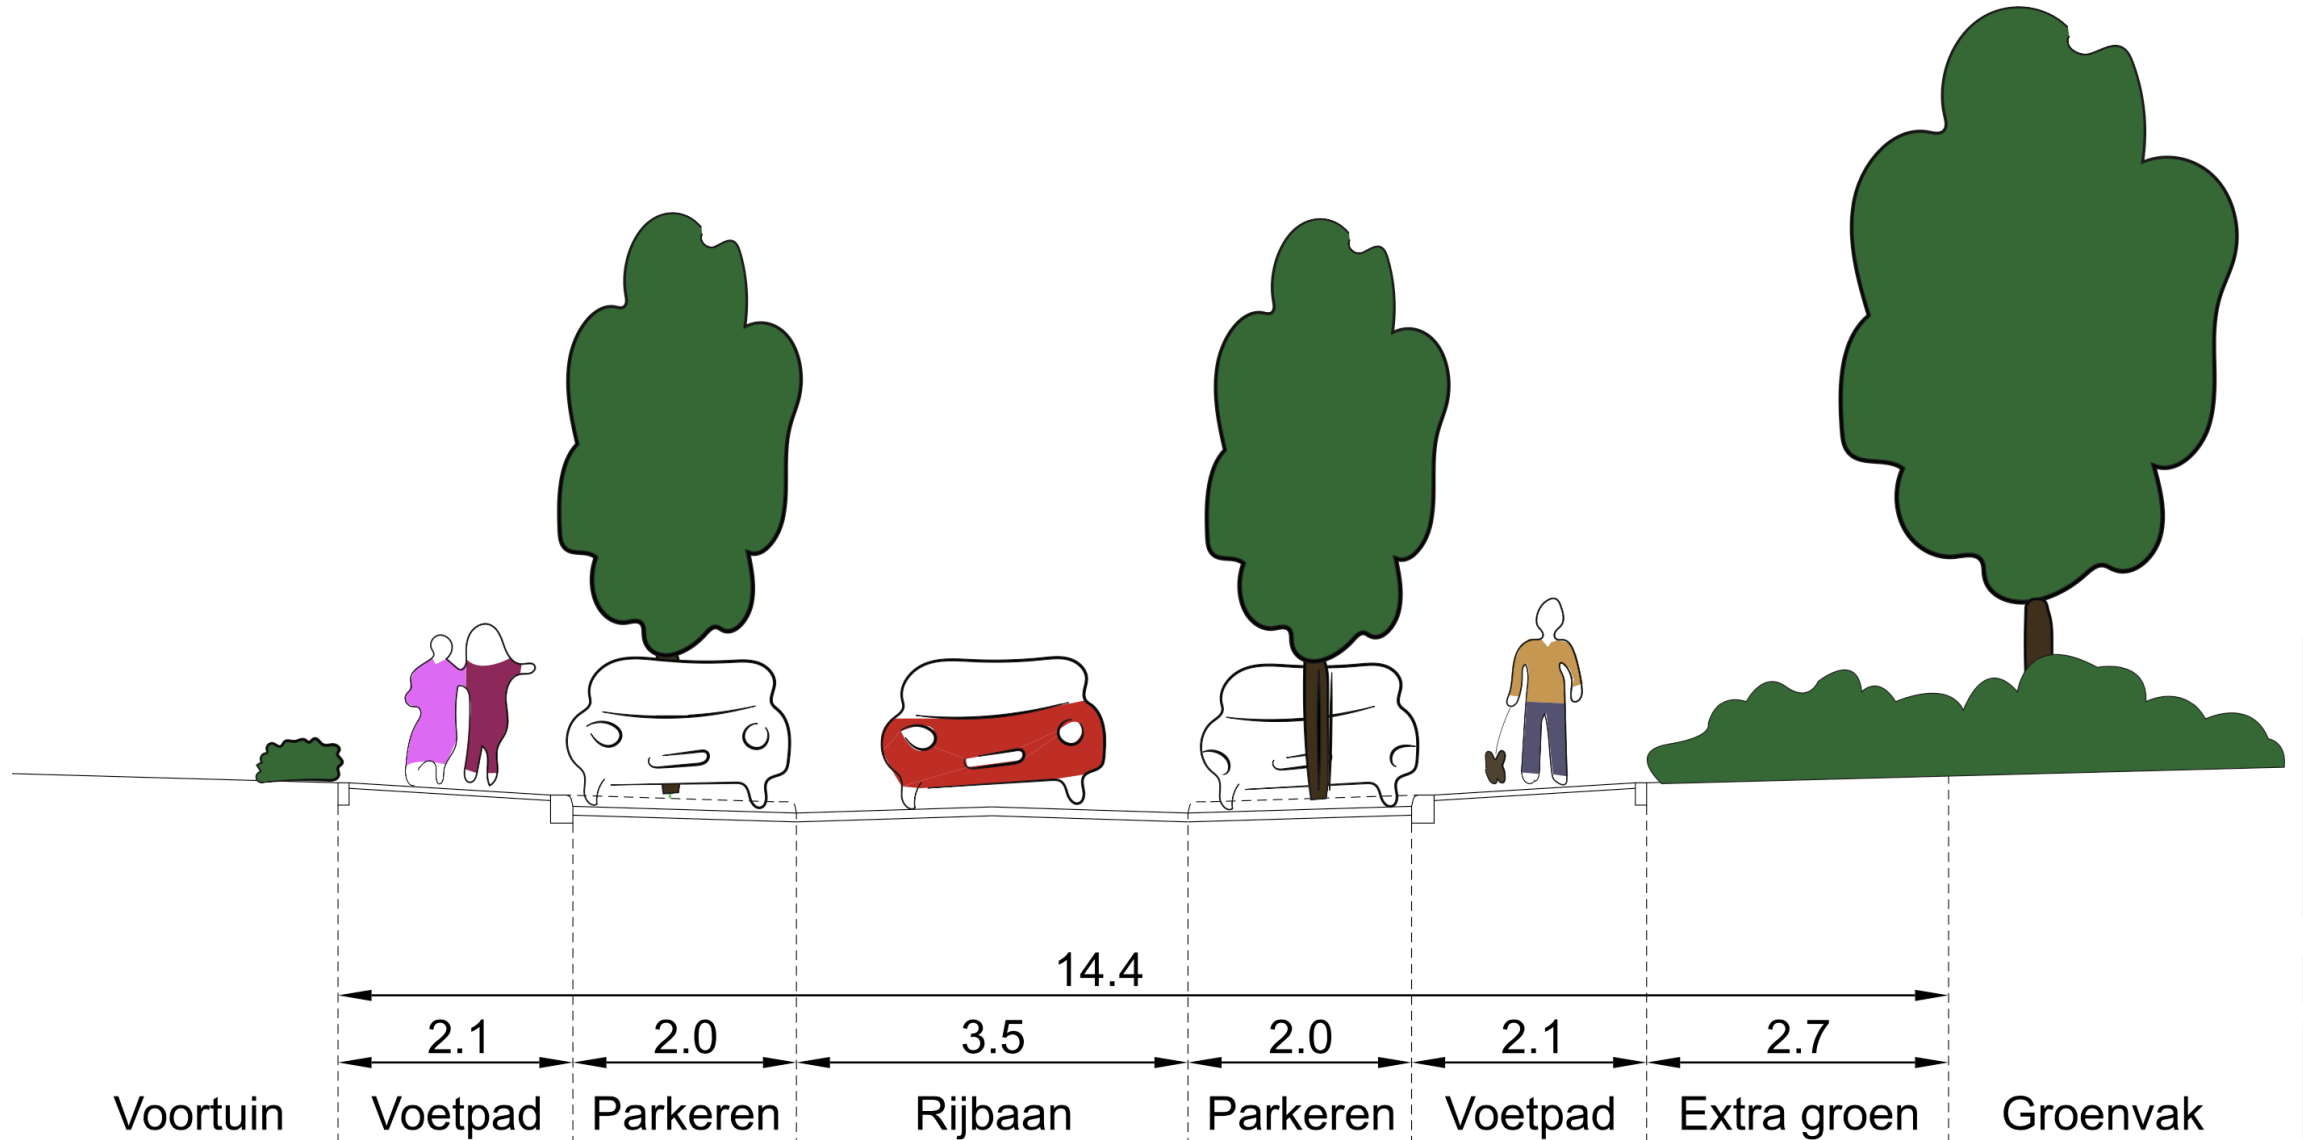 14.4
2.1 2.0 3.5 2.0 2.1 2.7
Voortuin Voetpad Parkeren Rijbaan Parkeren Voetpad Extra groen Groenvak